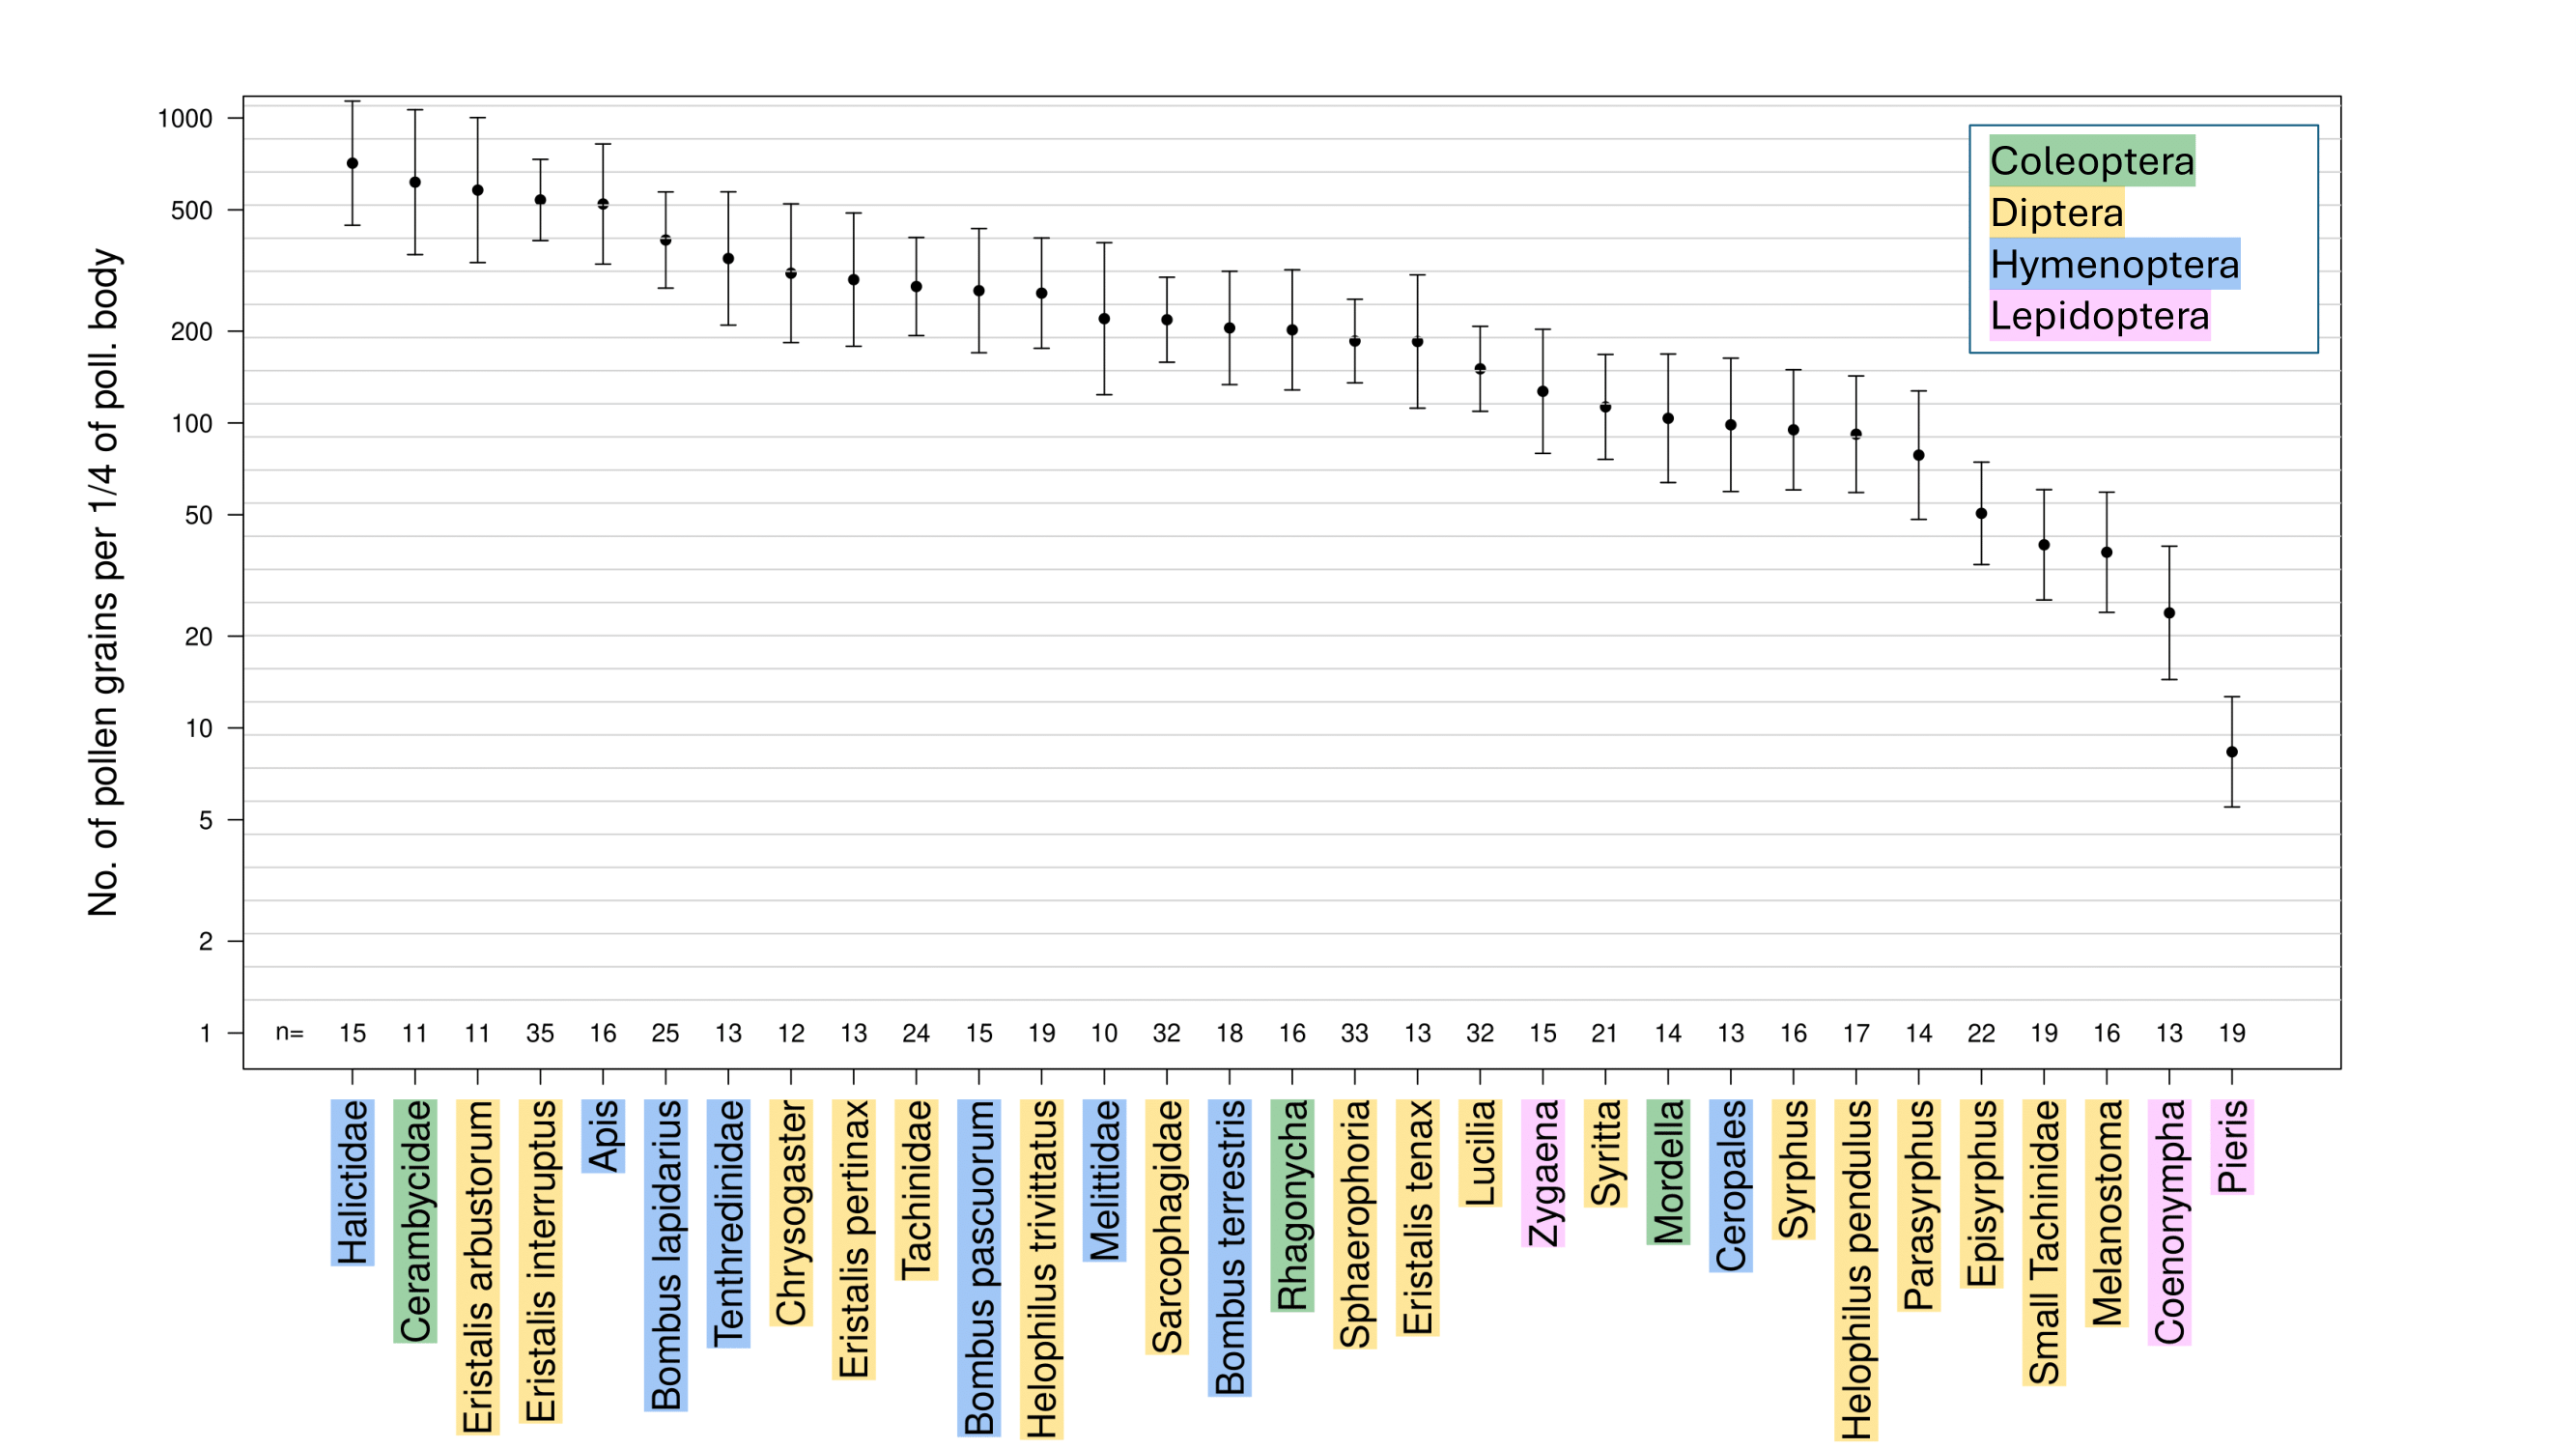 No. of pollen grains per 1/4 of poll. body
1000
500
200
100
50
20
10
5
2
1
Coleoptera
Diptera
Hymenoptera
Lepidoptera
n= 15 11 11 35 16 25 13 12 13 24 15 19 10 32 18 16 33 13 32 15 21 14 13 16 17 14 22 19 16 13 19
Halictidae
Cerambycidae
Eristalis arbustorum
Eristalis interruptus
Apis
Bombus lapidarius
Tenthredinidae
Chrysogaster
Eristalis pertinax
Tachinidae
Bombus pascuorum
Helophilus trivittatus
Melittidae
Sarcophagidae
Bombus terrestris
Rhagonycha
Sphaerophoria
Eristalis tenax
Lucilia
Zygaena
Syritta
Mordella
Ceropales
Syrphus
Helophilus pendulus
Parasyrphus
Episyrphus
Small Tachinidae
Melanostoma
Coenonympha
Pieris